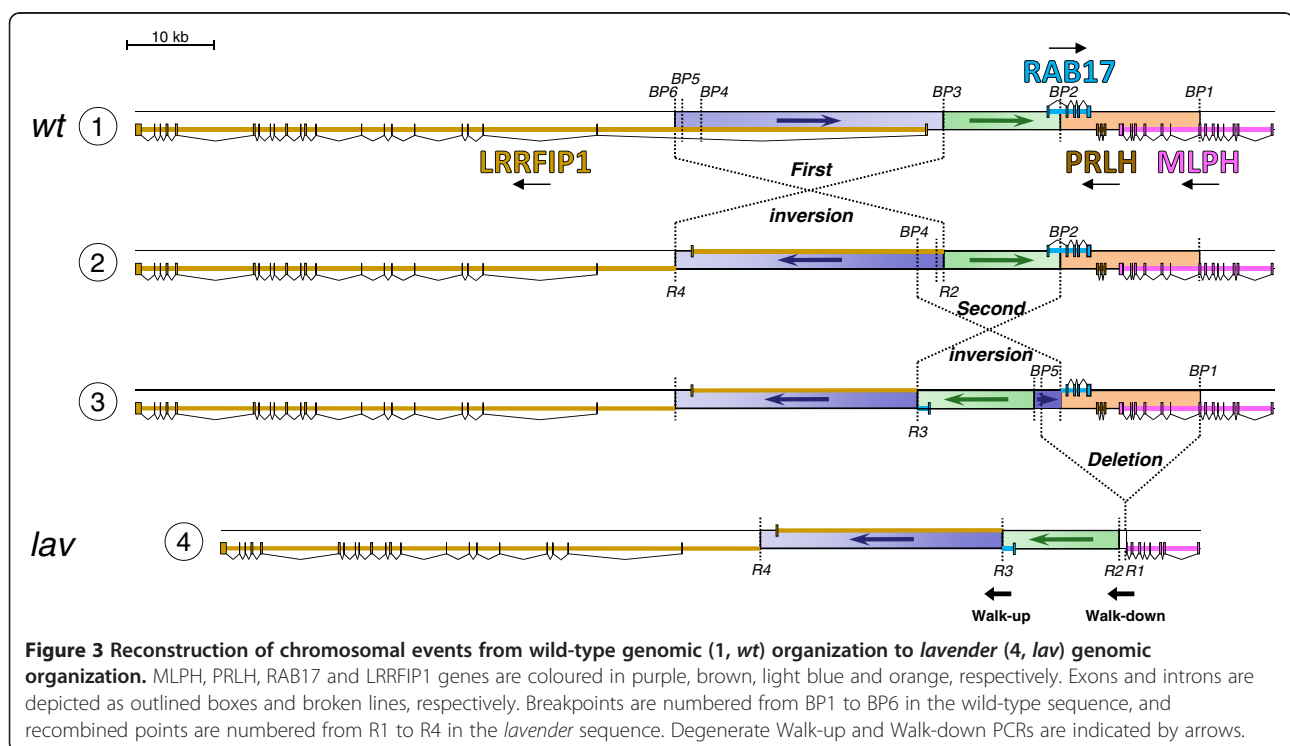 10 kb
RAB17
BP5
BP6 BP4 BP3 BP2 BP1
wt 1
LRRFIP1 PRLH MLPH
First
inversion
BP4 BP2
2
R4 R2
Second
inversion
BP5 BP1
3
R3
Deletion
lav 4
R4 R3 R2 R1
Walk-up Walk-down
Figure 3 Reconstruction of chromosomal events from wild-type genomic (1, wt) organization to lavender (4, lav) genomic
organization. MLPH, PRLH, RAB17 and LRRFIP1 genes are coloured in purple, brown, light blue and orange, respectively. Exons and introns are
depicted as outlined boxes and broken lines, respectively. Breakpoints are numbered from BP1 to BP6 in the wild-type sequence, and
recombined points are numbered from R1 to R4 in the lavender sequence. Degenerate Walk-up and Walk-down PCRs are indicated by arrows.